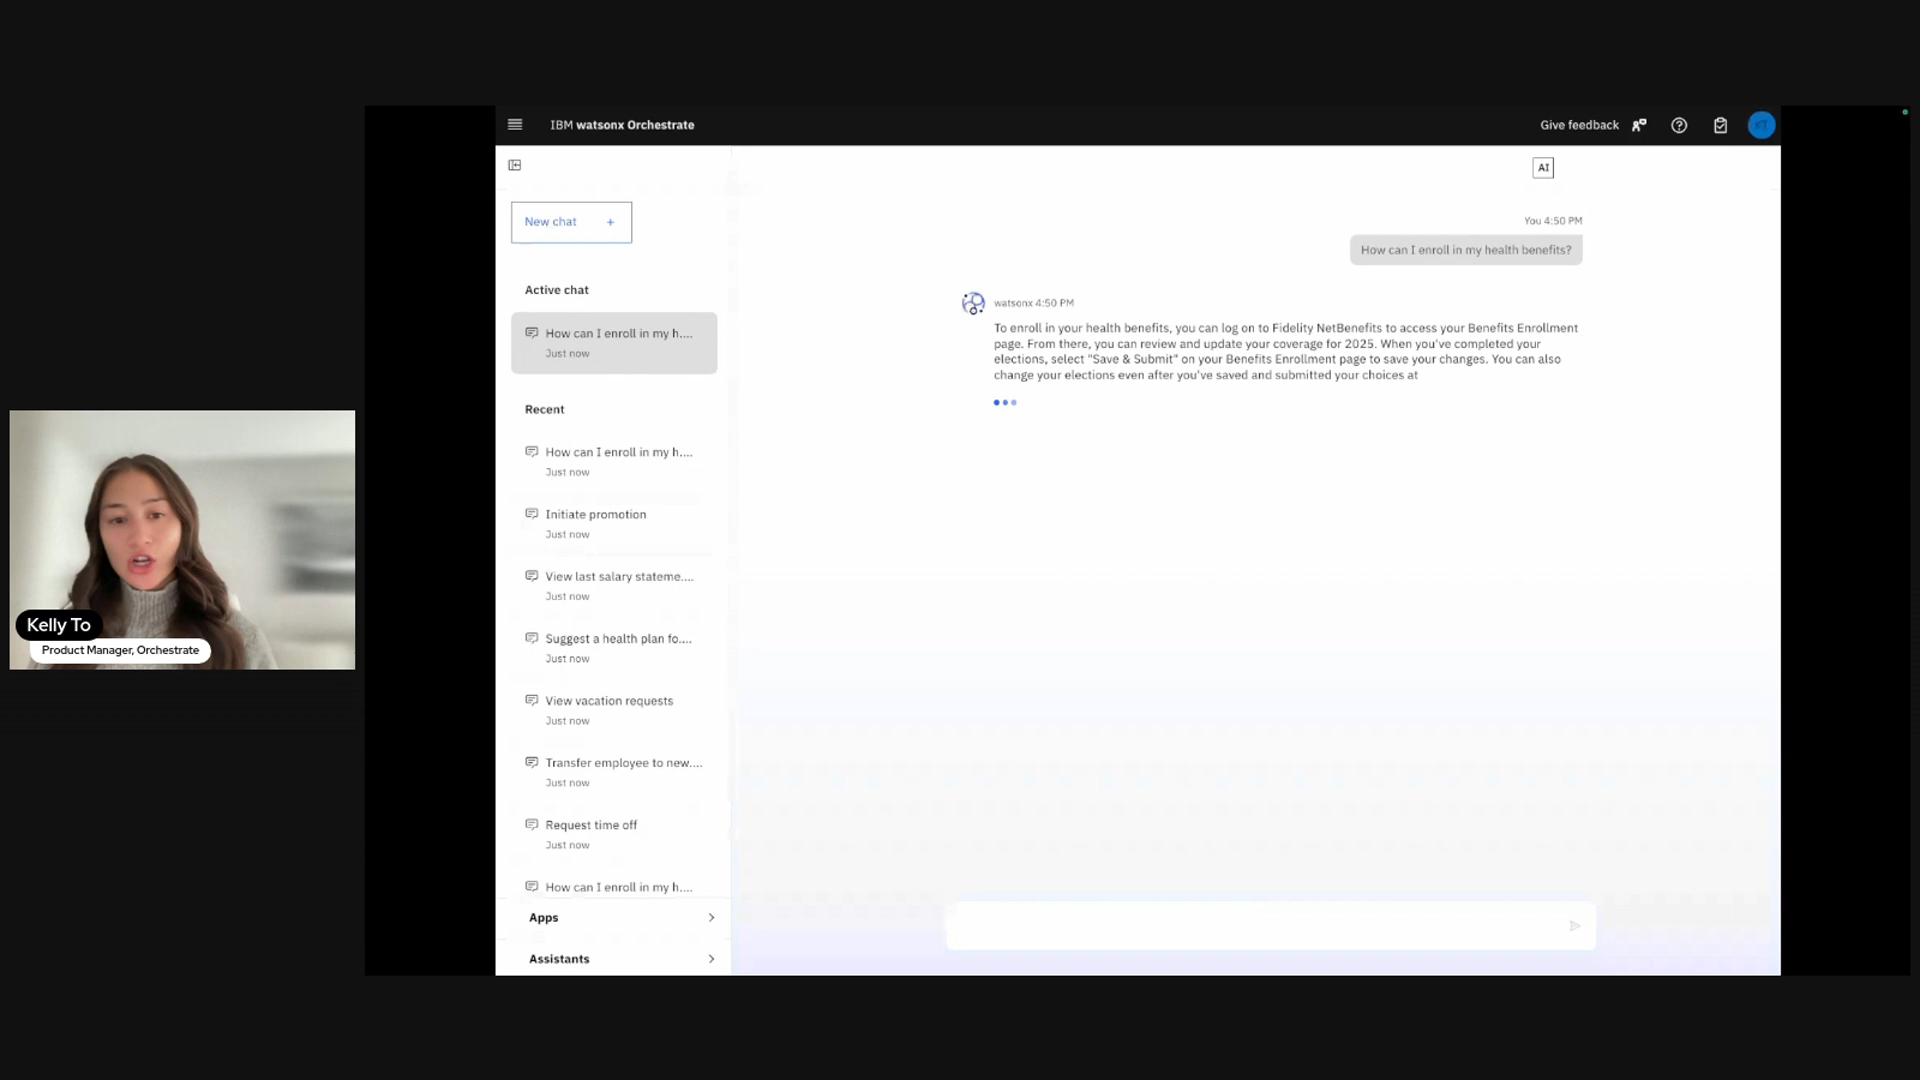 IBM watsonx Orchestrate
Give feedback
AI
New chat +
Active chat
How can I enroll in my h....
Just now
Recent
How can I enroll in my h....
Just now
Initiate promotion
Just now
View last salary stateme....
Just now
Suggest a health plan fo....
Just now
View vacation requests
Just now
Transfer employee to new....
Just now
Request time off
Just now
How can I enroll in my h....
Apps
Assistants
You 4:50 PM
How can I enroll in my health benefits?
watsonx 4:50 PM
To enroll in your health benefits, you can log on to Fidelity NetBenefits to access your Benefits Enrollment
page. From there, you can review and update your coverage for 2025. When you've completed your
elections, select "Save & Submit" on your Benefits Enrollment page to save your changes. You can also
change your elections even after you've saved and submitted your choices at
Kelly To
Product Manager, Orchestrate